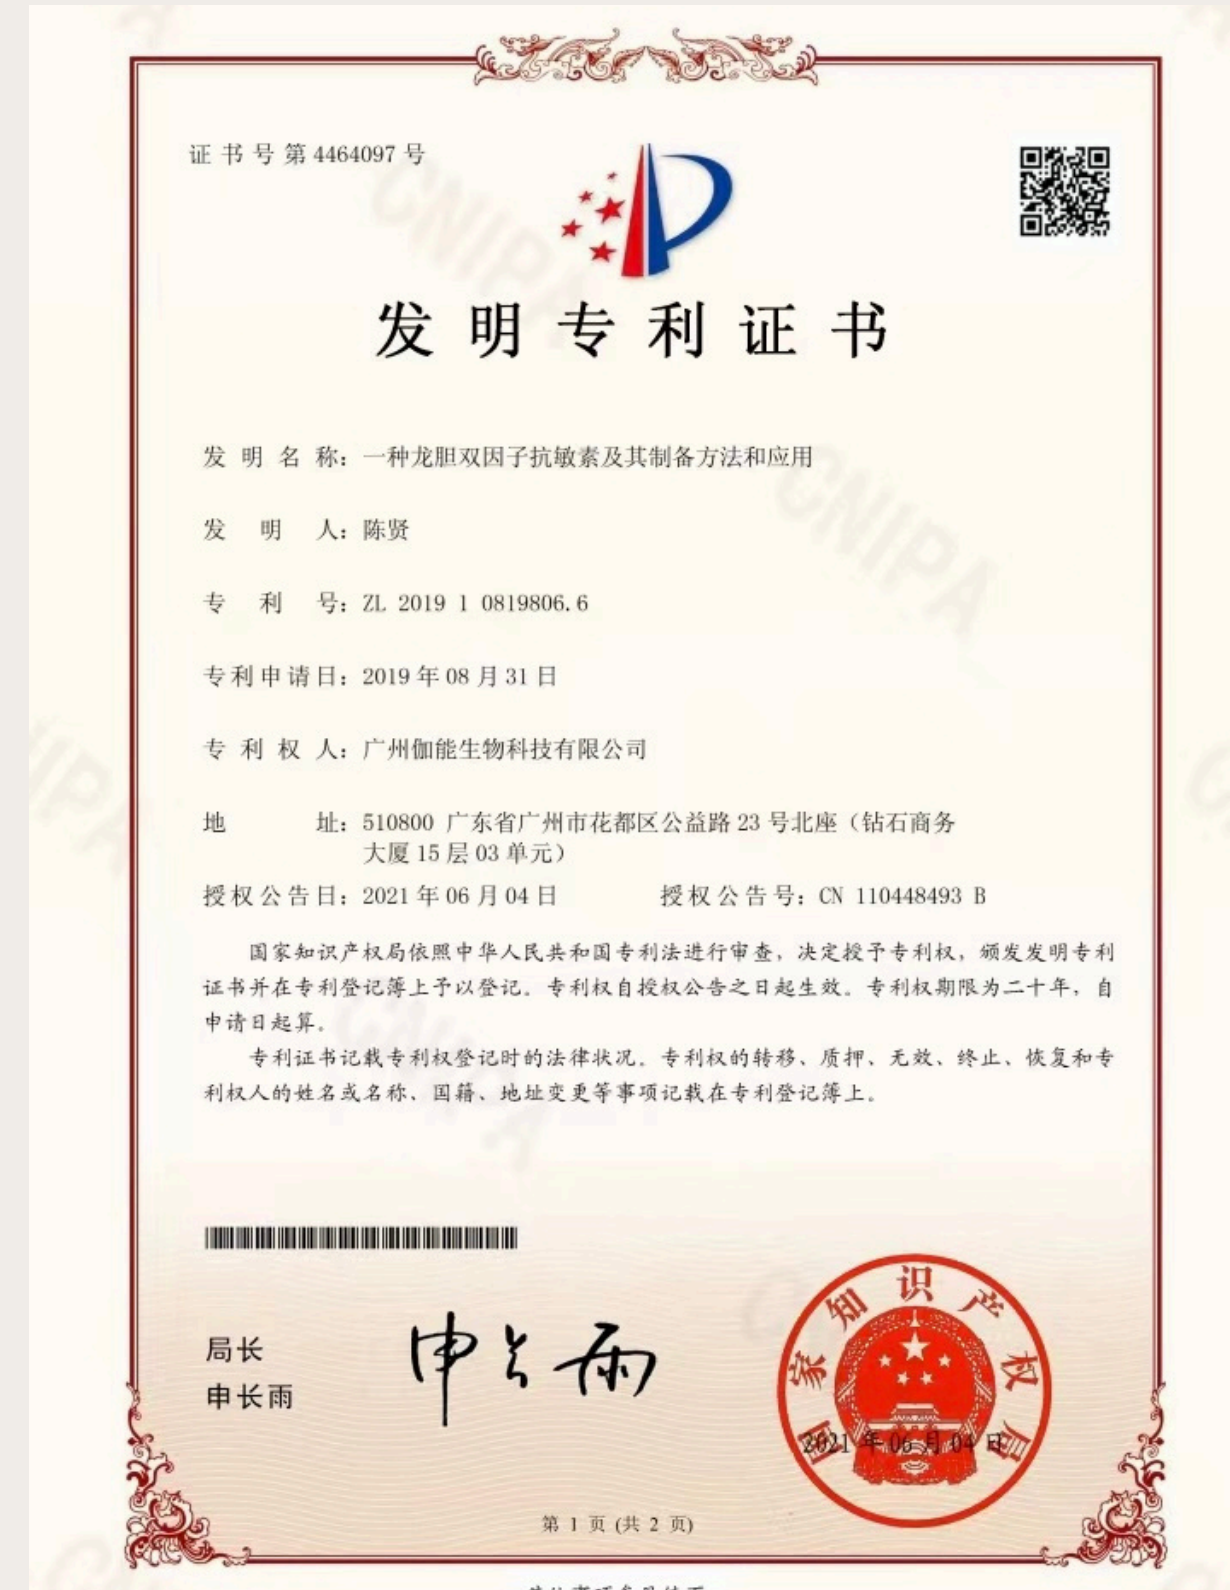 证书号第4464097号
发明专利证书
发明名称：一种龙胆双因子抗敏素及其制备方法和应用
发明人：陈贤
专利号：ZL 2019 1 0819806.6
专利申请日：2019年08月31日
专利权人：广州伽能生物科技有限公司
地址：510800 广东省广州市花都区公益路23号北座（钻石商务
大厦15层03单元）
授权公告日：2021年06月04日 授权公告号：CN 110448493 B
国家知识产权局依照中华人民共和国专利法进行审查，决定授予专利权，颁发发明专利
证书并在专利登记簿上予以登记。专利权自授权公告之日起生效。专利权期限为二十年，自
申请日起算。
专利证书记载专利权登记时的法律状况。专利权的转移、质押、无效、终止、恢复和专
利权人的姓名或名称、国籍、地址变更等事项记载在专利登记簿上。
局长
申长雨
申长雨
国家知识产权局
2021年06月04日
第 1 页 (共 2 页)
CNIPA
CNIPA
CNIPA